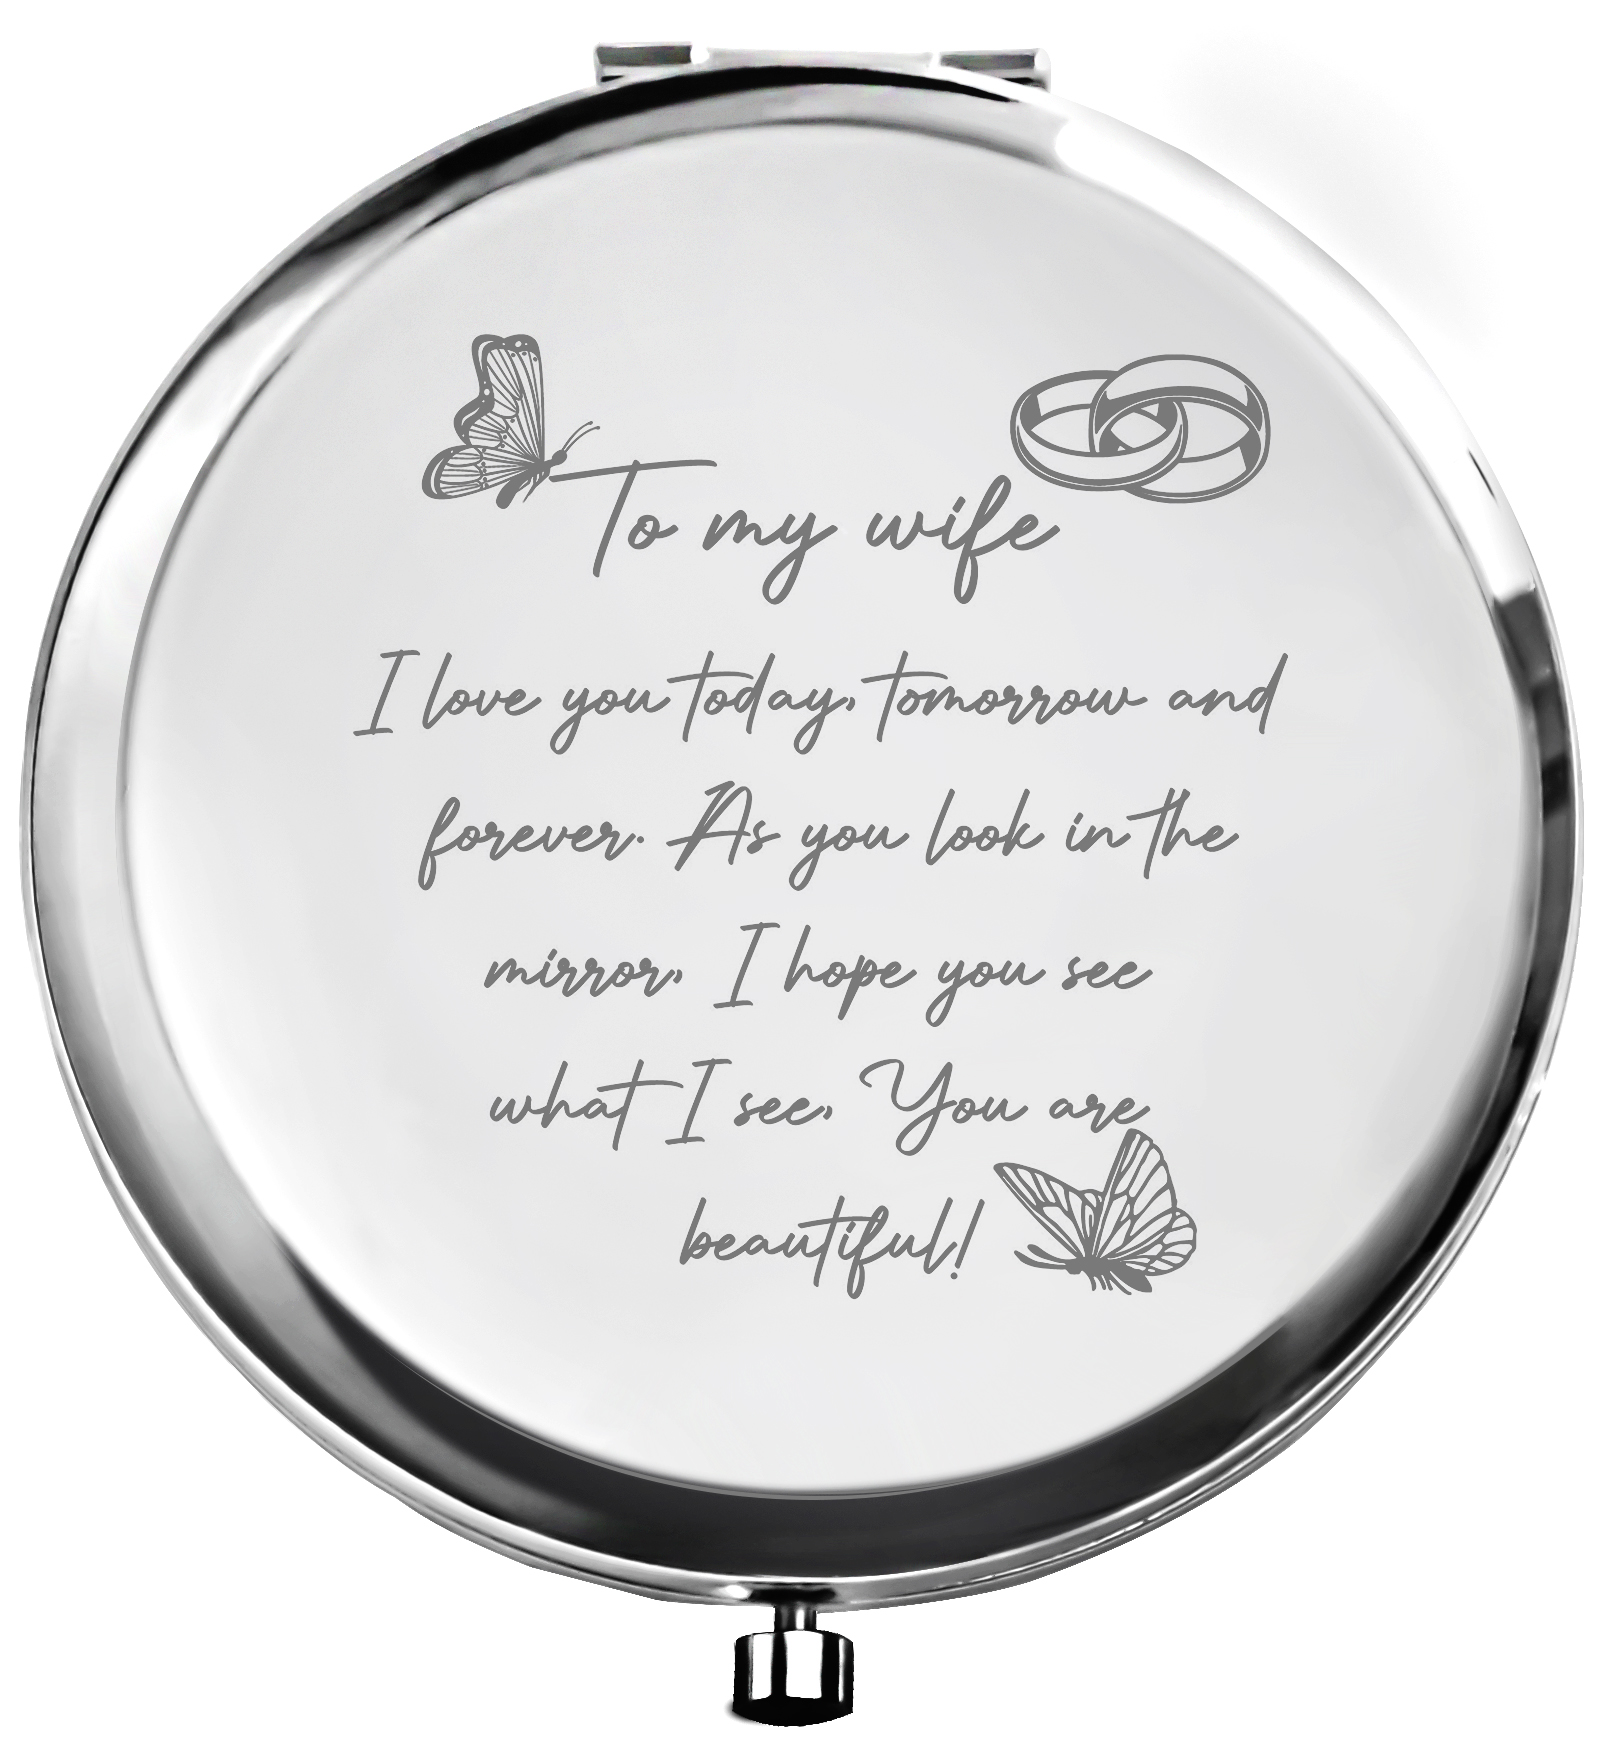 To my wife
I love you today, tomorrow and
forever. As you look in the
mirror, I hope you see
what I see, You are
beautiful!